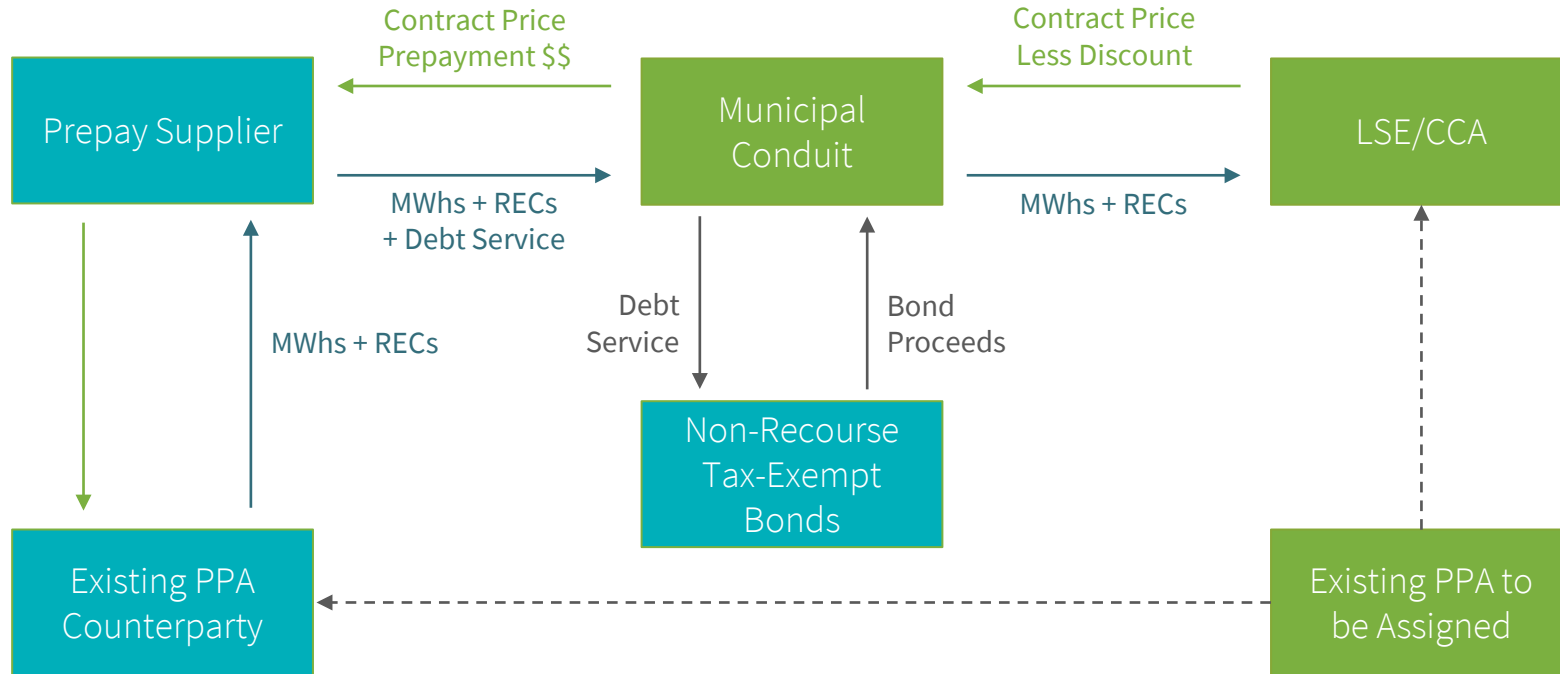 Contract Price
Prepayment $$
Contract Price
Less Discount
Prepay Supplier
Municipal
Conduit
LSE/CCA
MWhs + RECs
+ Debt Service
MWhs + RECs
Debt
Service
Bond
Proceeds
MWhs + RECs
Non-Recourse
Tax-Exempt
Bonds
Existing PPA
Counterparty
Existing PPA to
be Assigned